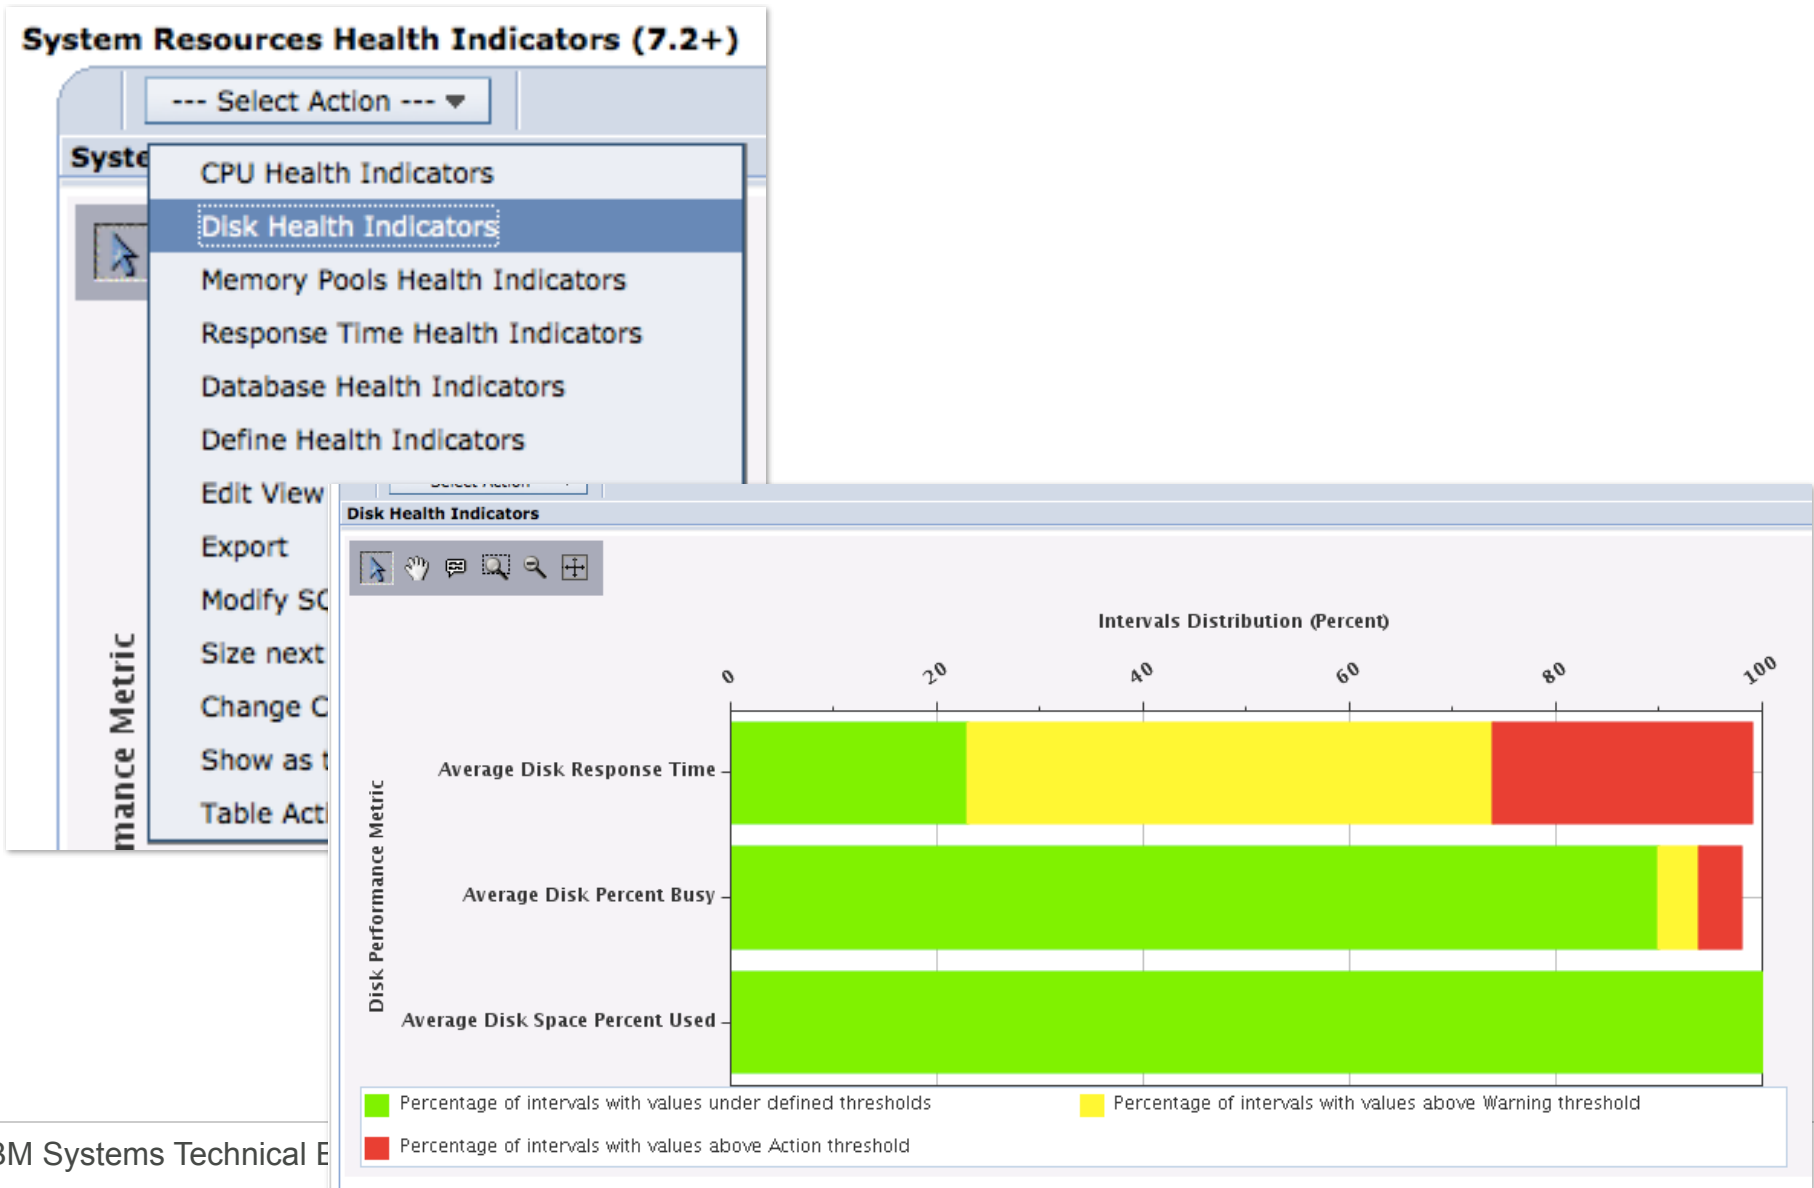 System Resources Health Indicators (7.2+)
--- Select Action ---
Syste
CPU Health Indicators
Disk Health Indicators
Memory Pools Health Indicators
Response Time Health Indicators
Database Health Indicators
Define Health Indicators
Edit View
Export
Modify SQ
Size next
Change C
Show as t
Table Acti
mance Metric
Select Action
Disk Health Indicators
Intervals Distribution (Percent)
0 20 40 60 80 100
Disk Performance Metric
Average Disk Response Time
Average Disk Percent Busy
Average Disk Space Percent Used
Percentage of intervals with values under defined thresholds
Percentage of intervals with values above Warning threshold
Percentage of intervals with values above Action threshold
BM Systems Technical E